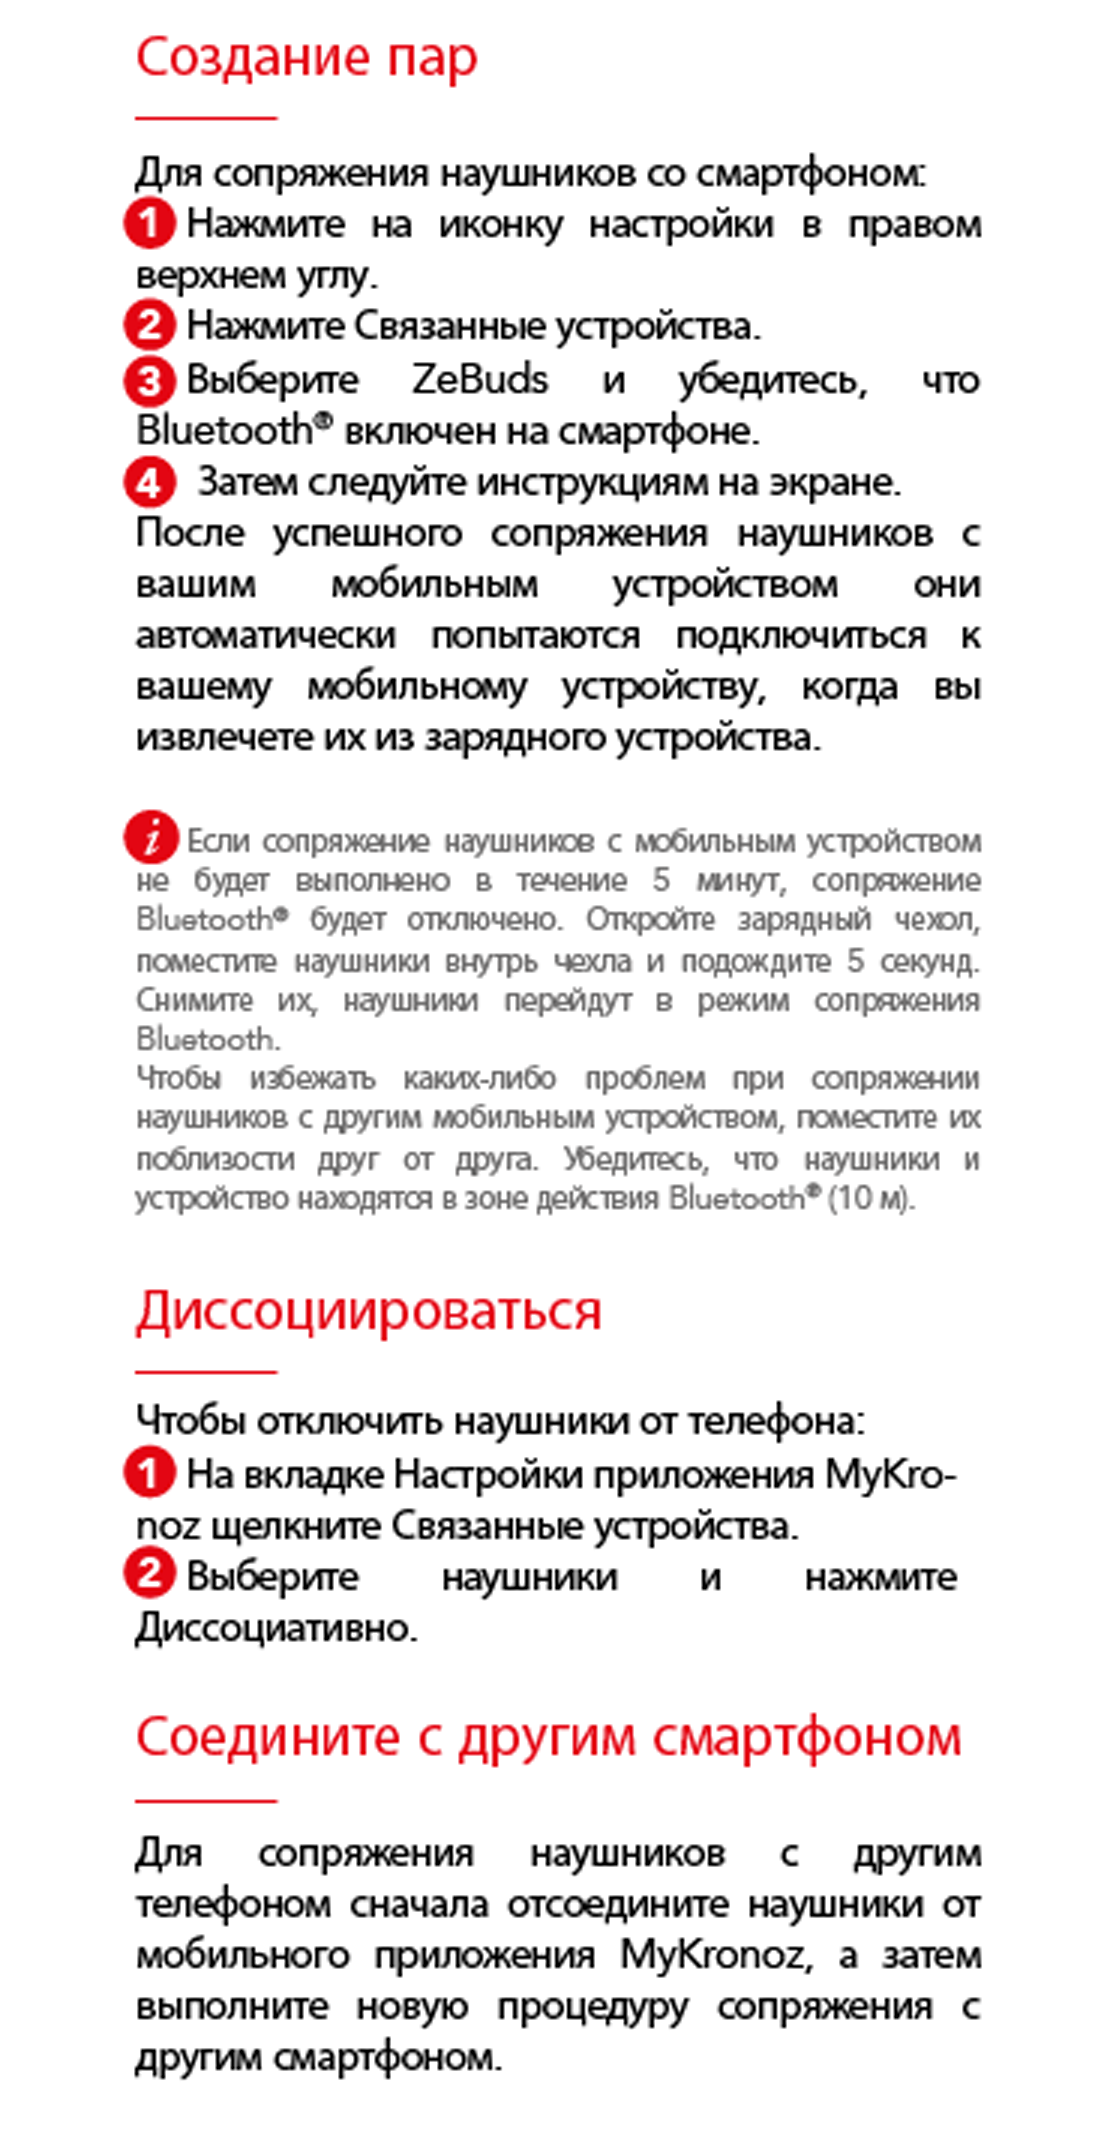 Создание пар
Для сопряжения наушников со смартфоном:
1 Нажмите на иконку настройки в правом
верхнем углу.
2 Нажмите Связанные устройства.
3 Выберите ZeBuds и убедитесь, что
Bluetooth® включен на смартфоне.
4 Затем следуйте инструкциям на экране.
После успешного сопряжения наушников с
вашим мобильным устройством они
автоматически попытаются подключиться к
вашему мобильному устройству, когда вы
извлечете их из зарядного устройства.
i Если сопряжение наушников с мобильным устройством
не будет выполнено в течение 5 минут, сопряжение
Bluetooth® будет отключено. Откройте зарядный чехол,
поместите наушники внутрь чехла и подождите 5 секунд.
Снимите их, наушники перейдут в режим сопряжения
Bluetooth.
Чтобы избежать каких-либо проблем при сопряжении
наушников с другим мобильным устройством, поместите их
поблизости друг от друга. Убедитесь, что наушники и
устройство находятся в зоне действия Bluetooth® (10 м).
Диссоциироваться
Чтобы отключить наушники от телефона:
1 На вкладке Настройки приложения MyKro-
noz щелкните Связанные устройства.
2 Выберите наушники и нажмите
Диссоциативно.
Соедините с другим смартфоном
Для сопряжения наушников с другим
телефоном сначала отсоедините наушники от
мобильного приложения MyKronoz, а затем
выполните новую процедуру сопряжения с
другим смартфоном.